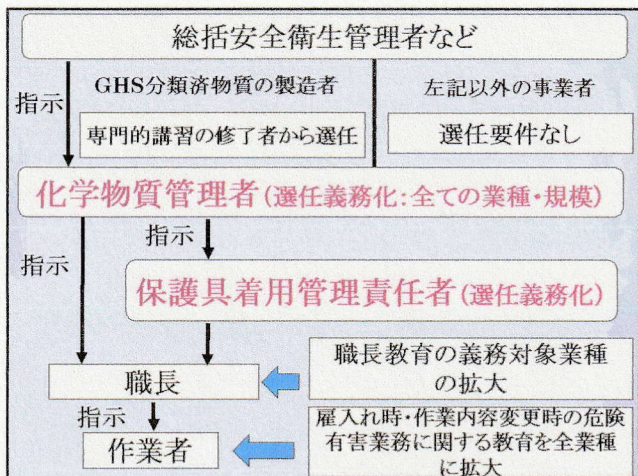 総括安全衛生管理者など
指示
GHS分類済物質の製造者
左記以外の事業者
専門的講習の修了者から選任
選任要件なし
化学物質管理者(選任義務化:全ての業種・規模)
指示
指示
保護具着用管理責任者(選任義務化)
職長
職長教育の義務対象業種
の拡大
指示
作業者
雇入れ時・作業内容変更時の危険
有害業務に関する教育を全業種
に拡大